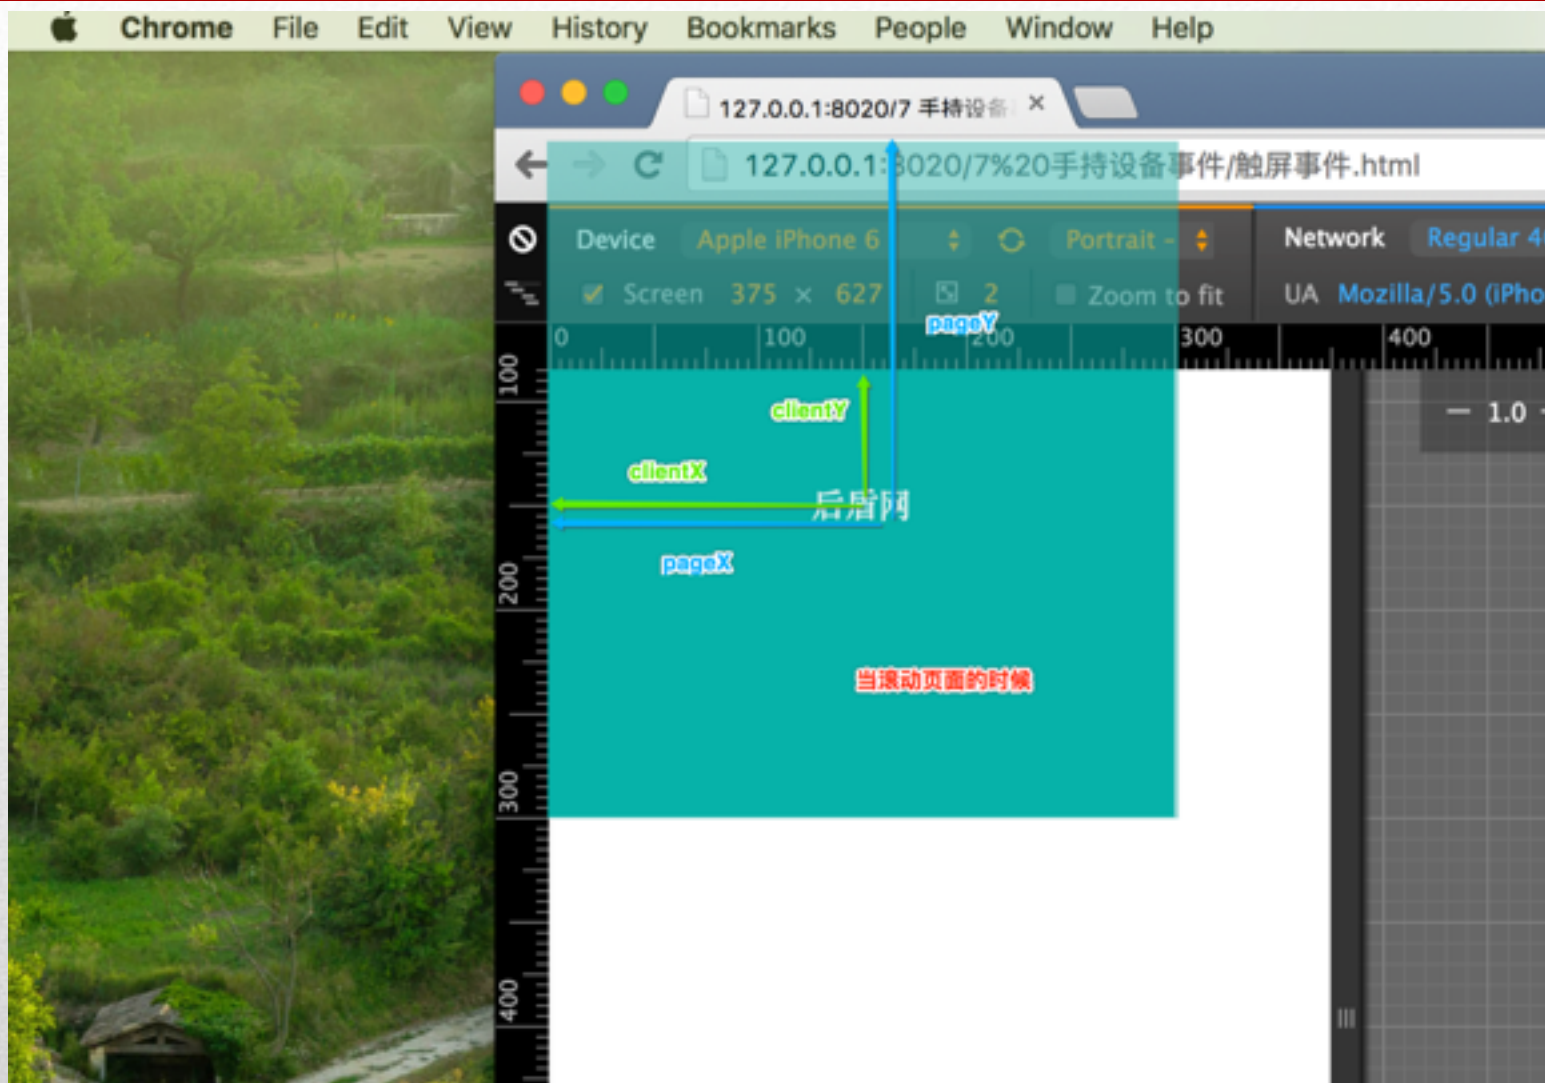 Chrome File Edit View History Bookmarks People Window Help
127.0.0.1:8020/7 手持设备
127.0.0.1:8020/7%20手持设备事件/触屏事件.html
Device Apple iPhone 6 Portrait - Network Regular 4
Screen 375 × 627 2 Zoom to fit UA Mozilla/5.0 (iPho
pageY
0 100 200 300 400
100
clientY
1.0
clientX
后盾网
pageX
200
当滚动页面的时候
300
400